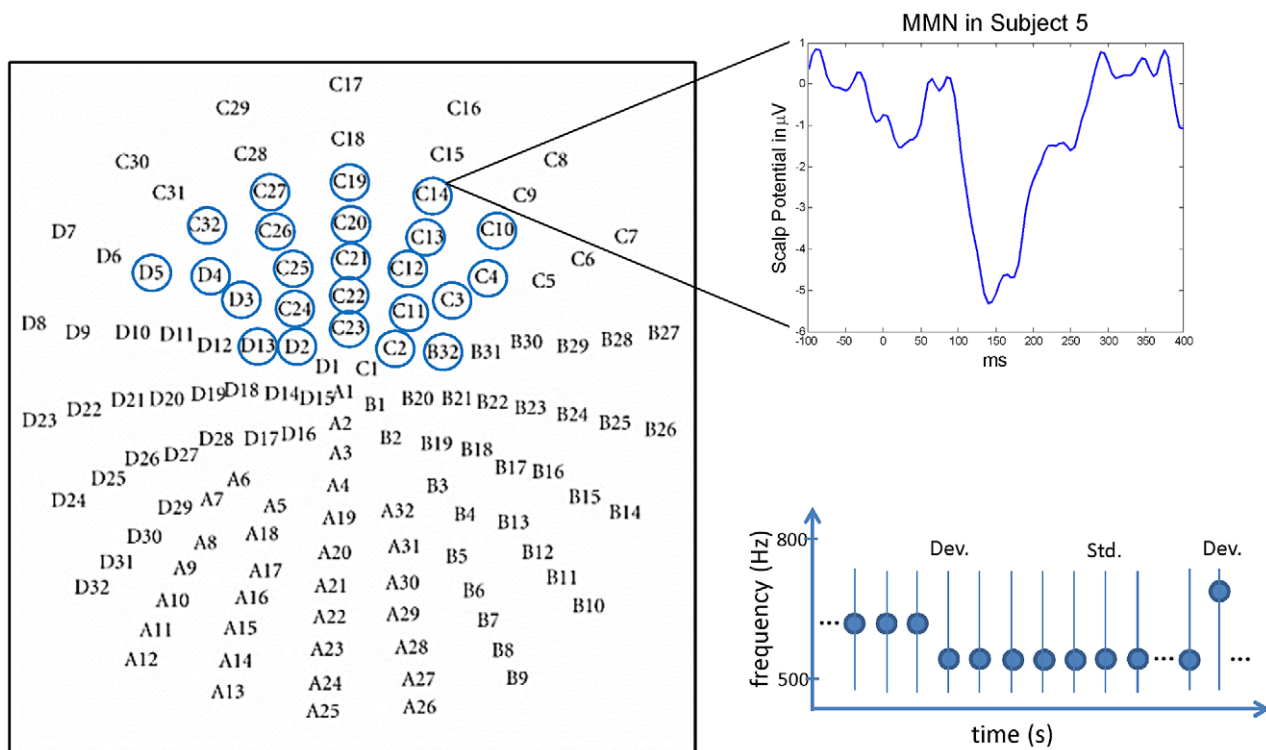 MMN in Subject 5
Scalp Potential in μV
1
0
-1
-2
-3
-4
-5
-6
-100 -50 0 50 100 150 200 250 300 350 400
ms
C17
C29 C16
C18
C30 C28 C15 C8
C31 C27 C19 C14 C9
D7 C32 C26 C20 C13 C10 C7
D6 D5 D4 C25 C21 C12 C4 C5 C6
D3 C24 C22 C11 C3
D8 D9 D10 D11 D12 D13 D2 C23 C2 B32 B31 B30 B29 B28 B27
D1 C1
D23 D22 D21 D20 D19 D18 D14 D15 A1 B1 B20 B21 B22 B23 B24 B25 B26
D28 D17 D16 A2 B2 B19 B18
D26 D27 A3 B17 B16
D24 D25 D29 A7 A6 A5 A4 B3 B15 B14
D30 A8 A18 A19 A32 B4 B13
D31 A9 A17 A20 A31 B5 B12
D32 A10 A16 A21 A30 B6 B11 B10
A11 A15 A22 A29 B7
A12 A14 A23 A28 B8
A13 A24 A27 B9
A25 A26
frequency (Hz)
800
500
Dev. Std. Dev.
... ... ...
time (s)